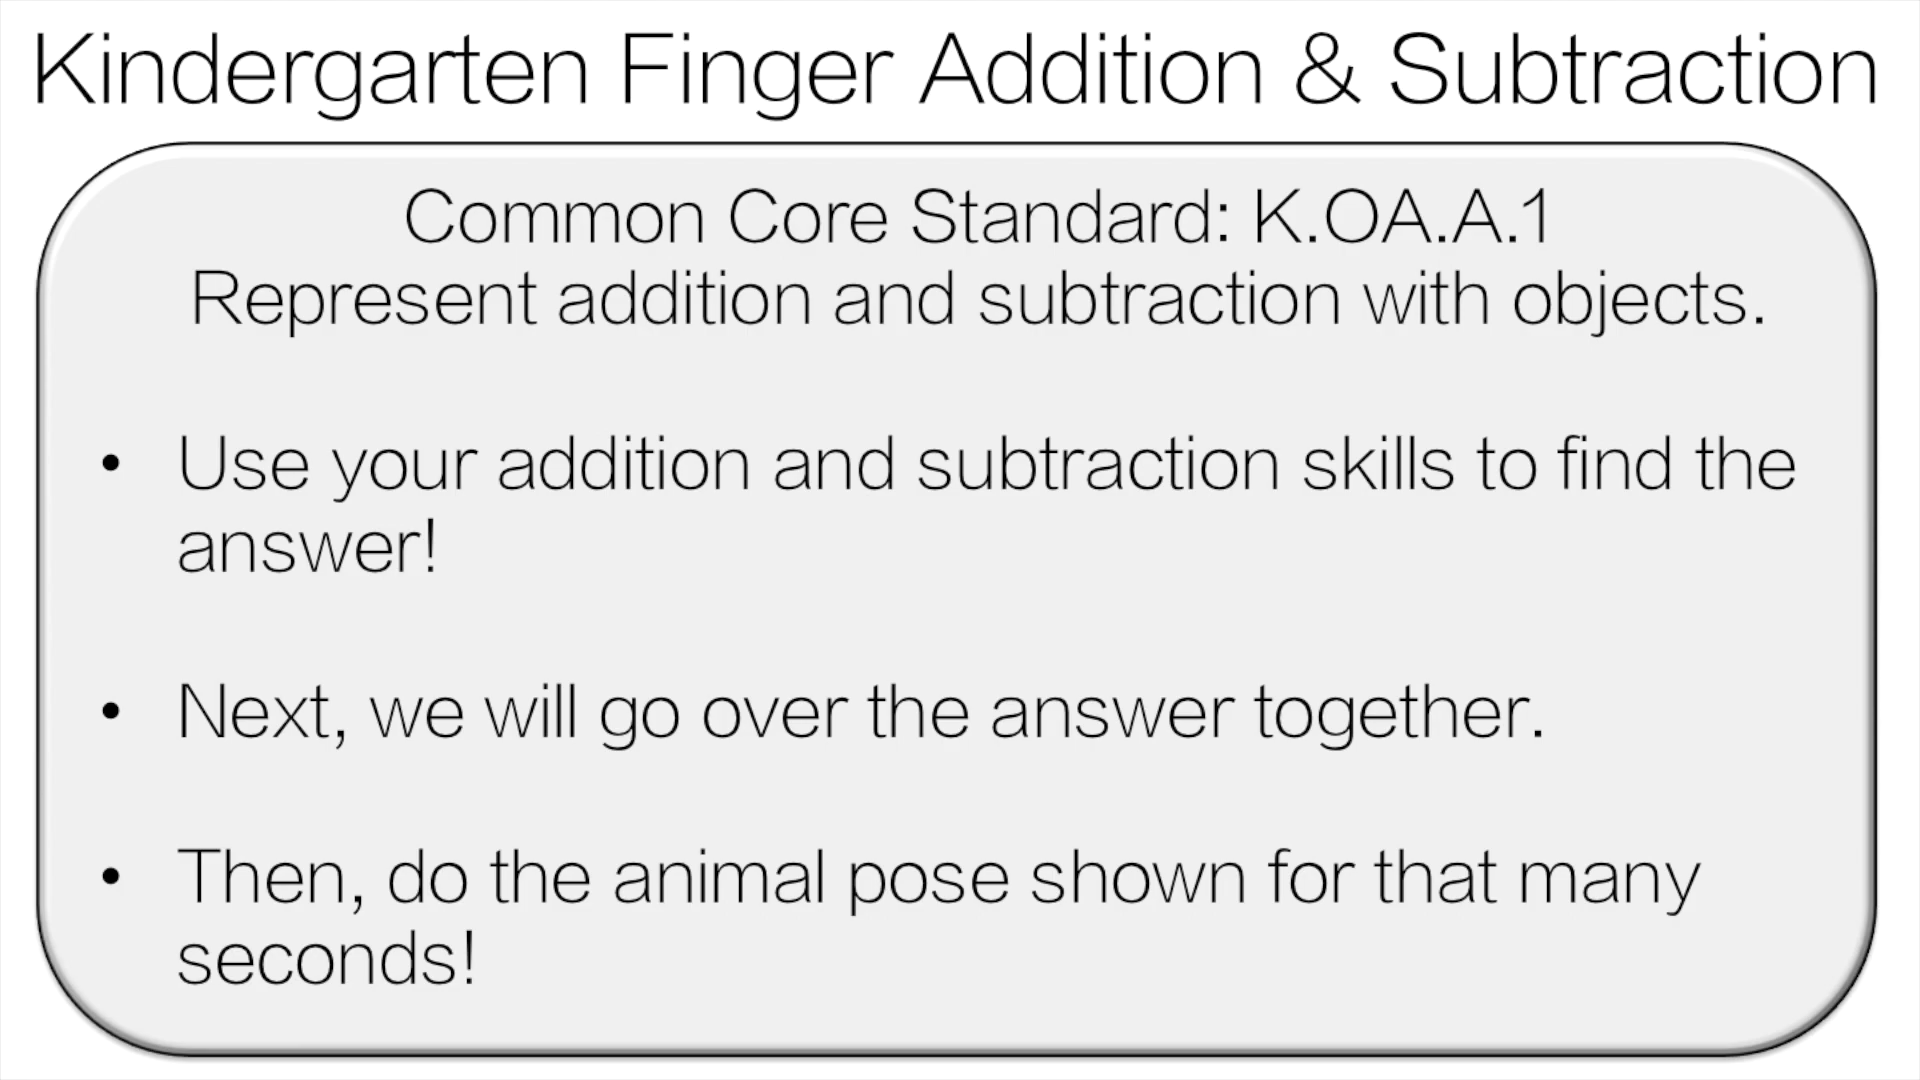 Kindergarten Finger Addition & Subtraction
Common Core Standard: K.OA.A.1
Represent addition and subtraction with objects.
• Use your addition and subtraction skills to find the
answer!
• Next, we will go over the answer together.
• Then, do the animal pose shown for that many
seconds!